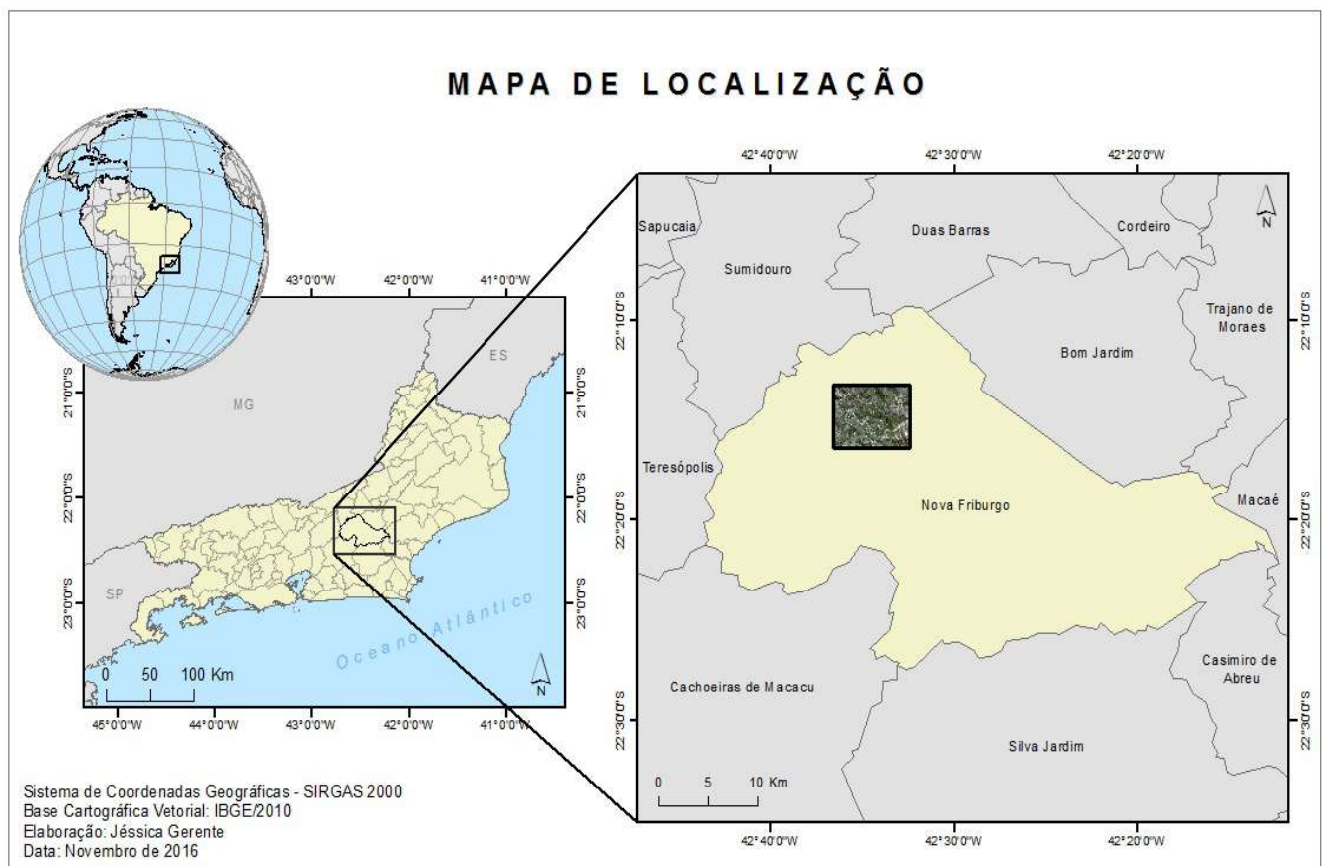 MAPA DE LOCALIZAÇÃO
43°0'0"W 42°0'0"W 41°0'0"W
21°0'0"S
22°0'0"S
23°0'0"S
MG
ES
SP
Oceano Atlântico
0 50 100 Km
N
21°0'0"S
22°0'0"S
23°0'0"S
45°0'0"W 44°0'0"W 43°0'0"W 42°0'0"W 41°0'0"W
42°40'0"W 42°30'0"W 42°20'0"W
N
Sapucaia
Duas Barras
Cordeiro
Sumidouro
Trajano de
Moraes
Bom Jardim
Teresópolis
Macaé
Nova Friburgo
Casimiro de
Abreu
Cachoeiras de Macacu
Silva Jardim
0 5 10 Km
22°10'0"S
22°20'0"S
22°30'0"S
22°10'0"S
22°20'0"S
22°30'0"S
42°40'0"W 42°30'0"W 42°20'0"W
Sistema de Coordenadas Geográficas - SIRGAS 2000
Base Cartográfica Vetorial: IBGE/2010
Elaboração: Jéssica Gerente
Data: Novembro de 2016